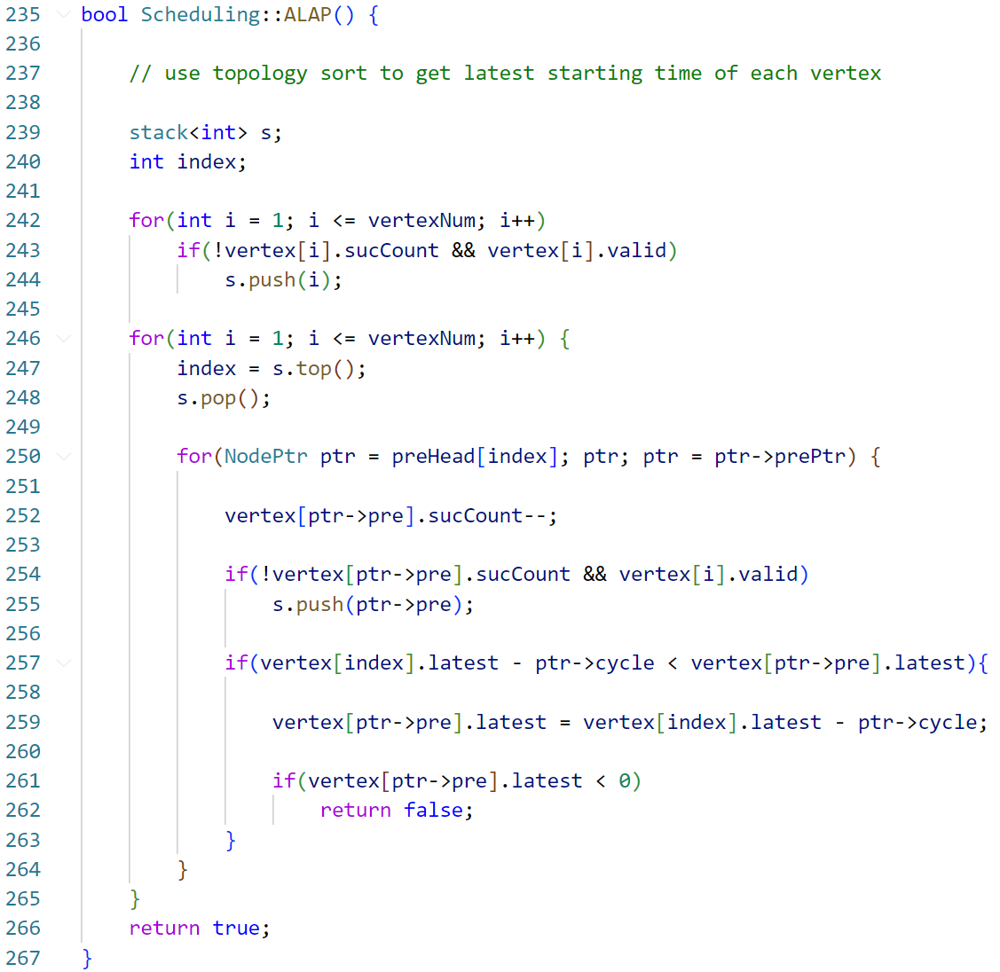 235 bool Scheduling::ALAP() {
236
237     // use topology sort to get latest starting time of each vertex
238
239     stack<int> s;
240     int index;
241
242     for(int i = 1; i <= vertexNum; i++)
243         if(!vertex[i].sucCount && vertex[i].valid)
244             s.push(i);
245
246     for(int i = 1; i <= vertexNum; i++) {
247         index = s.top();
248         s.pop();
249
250         for(NodePtr ptr = preHead[index]; ptr; ptr = ptr->prePtr) {
251
252             vertex[ptr->pre].sucCount--;
253
254             if(!vertex[ptr->pre].sucCount && vertex[i].valid)
255                 s.push(ptr->pre);
256
257             if(vertex[index].latest - ptr->cycle < vertex[ptr->pre].latest){
258
259                 vertex[ptr->pre].latest = vertex[index].latest - ptr->cycle;
260
261                 if(vertex[ptr->pre].latest < 0)
262                     return false;
263             }
264         }
265     }
266     return true;
267 }